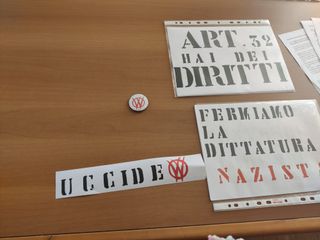 ART.32
HAI DEI
DIRITTI
W
FERMIAMO
LA
DITTATURA
NAZIST
UCCIDE W